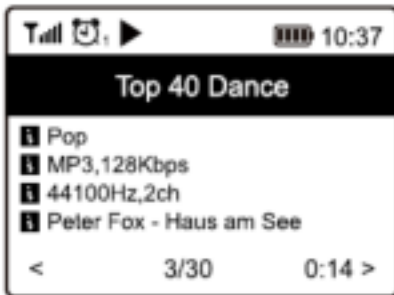 10:37
Top 40 Dance
Pop
MP3,128Kbps
44100Hz,2ch
Peter Fox - Haus am See
< 3/30 0:14 >